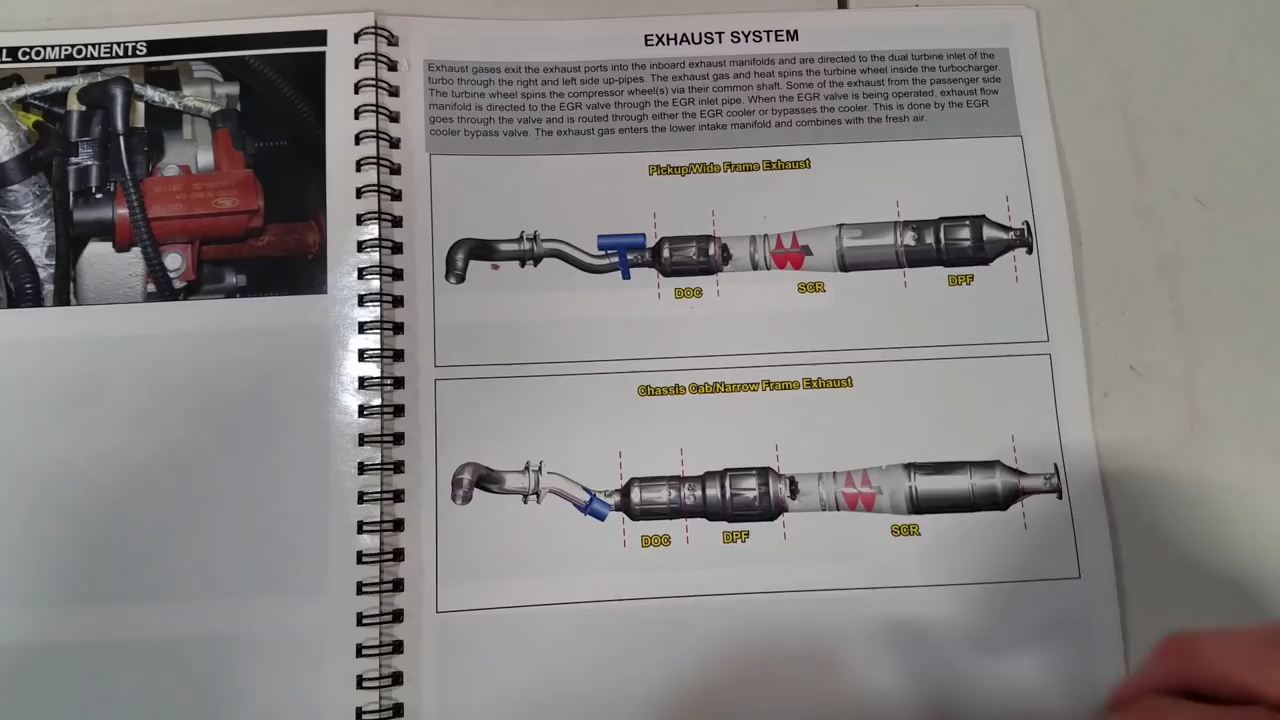 L COMPONENTS
EXHAUST SYSTEM
Exhaust gases exit the exhaust ports into the inboard exhaust manifolds and are directed to the dual turbine inlet of the
turbo through the right and left side up-pipes. The exhaust gas and heat spins the turbine wheel inside the turbocharger.
The turbine wheel spins the compressor wheel(s) via their common shaft. Some of the exhaust from the passenger side
manifold is directed to the EGR valve through the EGR inlet pipe. When the EGR valve is being operated, exhaust flow
goes through the valve and is routed through either the EGR cooler or bypasses the cooler. This is done by the EGR
cooler bypass valve. The exhaust gas enters the lower intake manifold and combines with the fresh air.
Pickup/Wide Frame Exhaust
DOC
SCR
DPF
Chassis Cab/Narrow Frame Exhaust
DOC
DPF
SCR